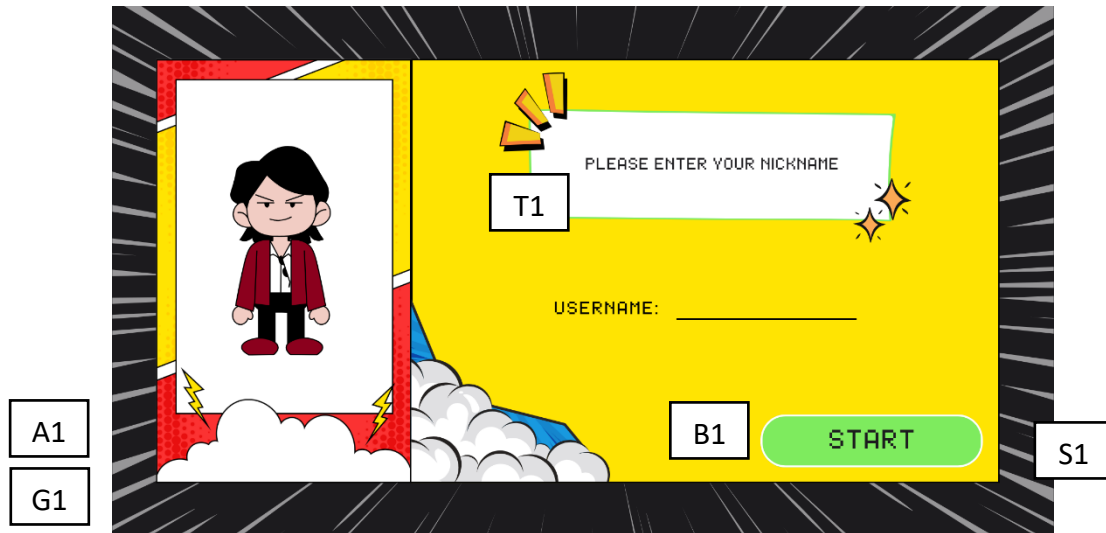 PLEASE ENTER YOUR NICKNAME
T1
USERNAME:
A1
B1
START
S1
G1